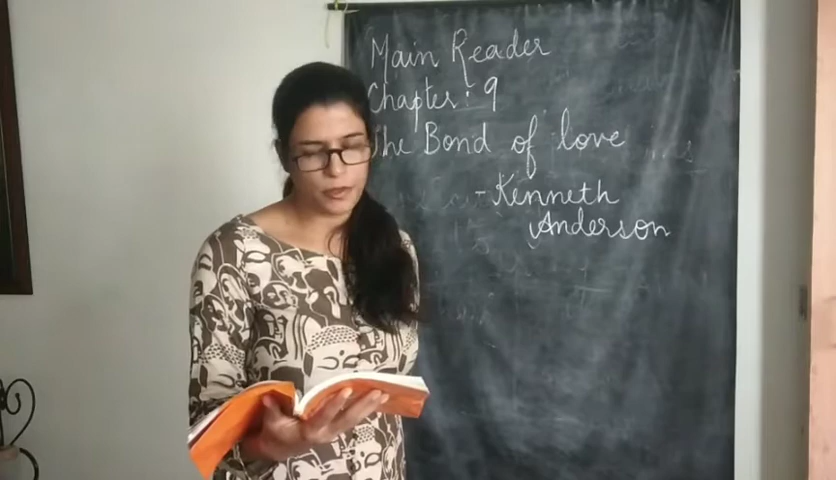 Main Reader
Chapter: 9
The Bond of love
- Kenneth
Anderson